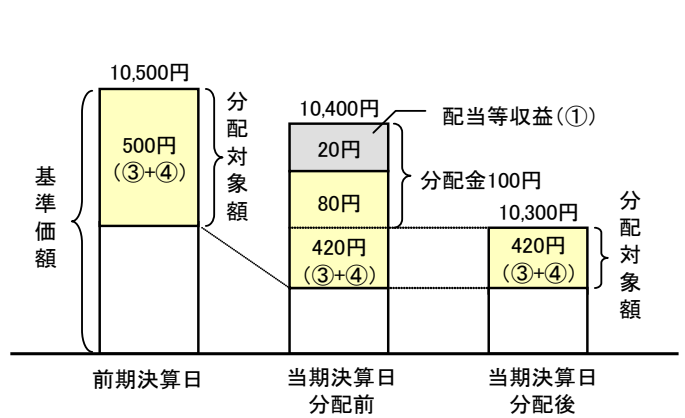 基準価額
10,500円
500円
(③+④)
分配対象額
前期決算日
10,400円
配当等収益(①)
20円
分配金100円
80円
420円
(③+④)
当期決算日
分配前
10,300円
420円
(③+④)
分配対象額
当期決算日
分配後